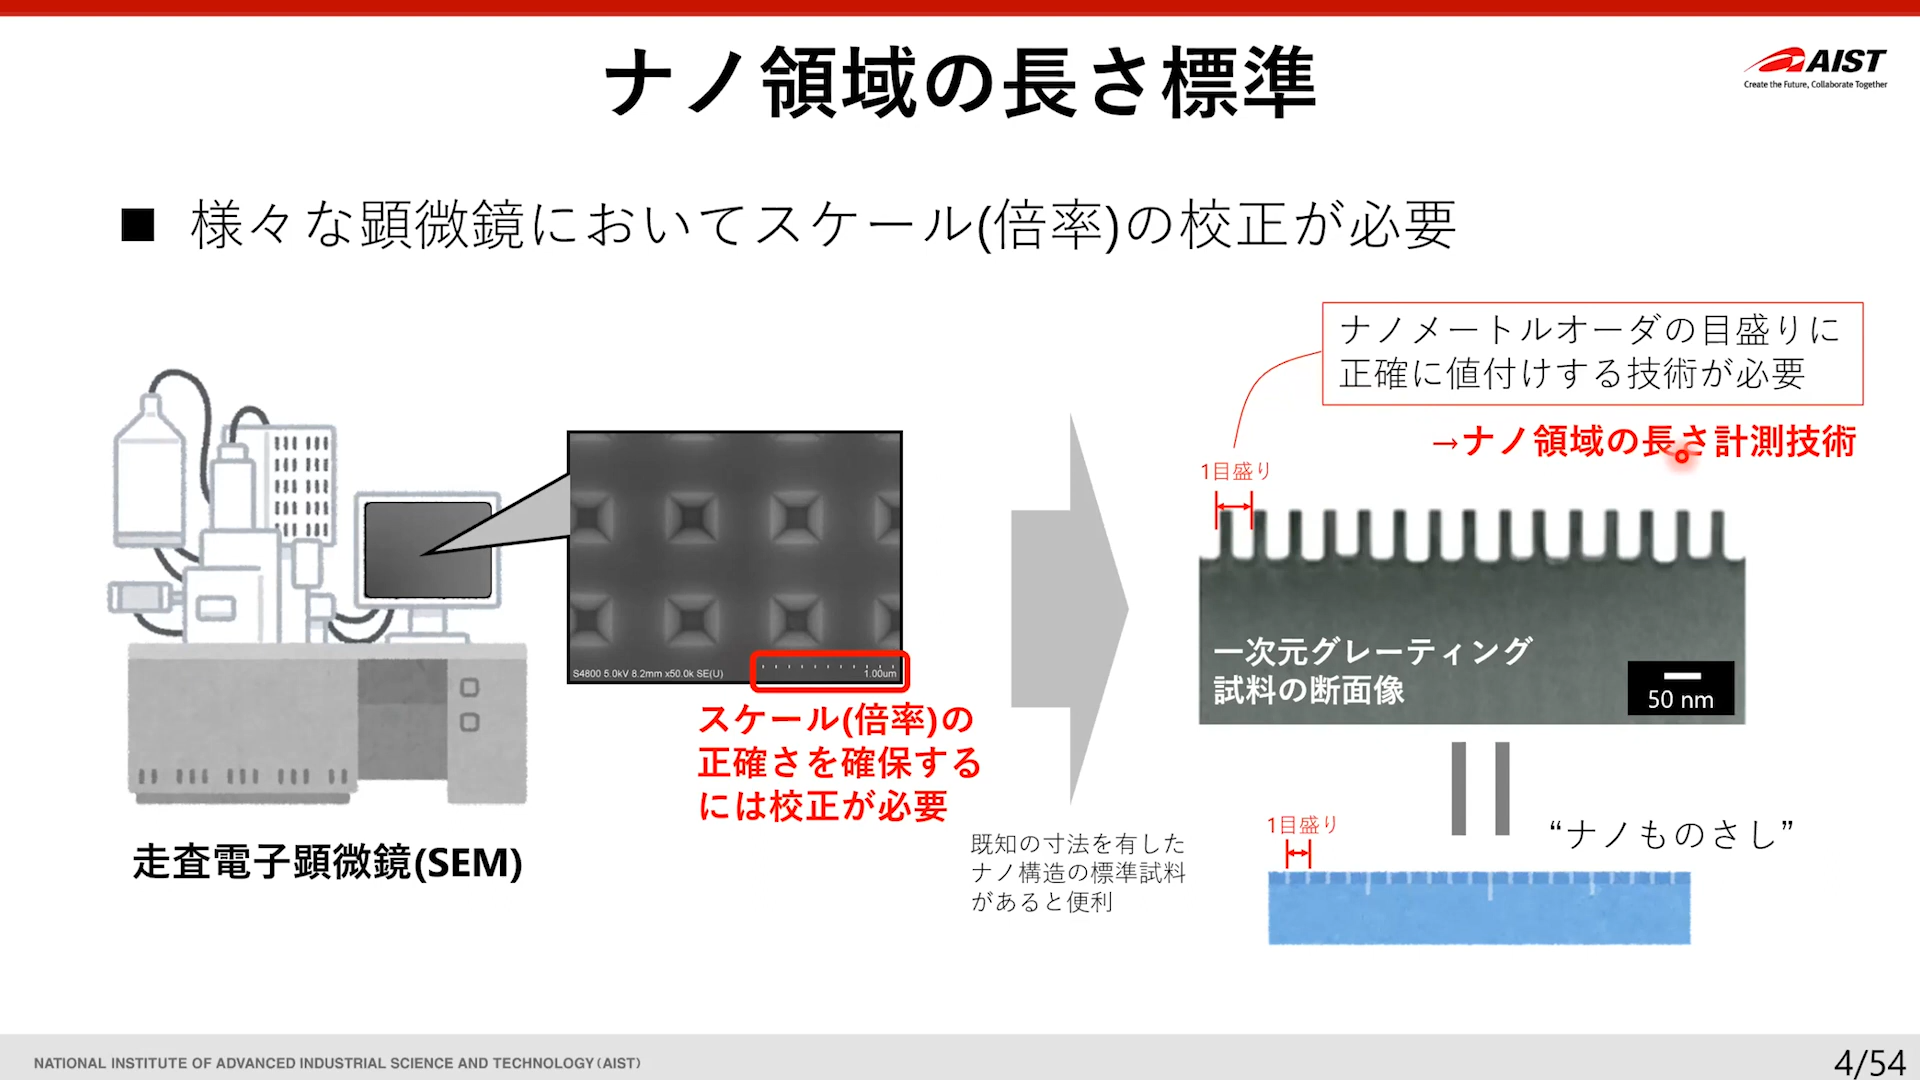 ナノ領域の長さ標準
AIST
Create the Future, Collaborate Together
■ 様々な顕微鏡においてスケール(倍率)の校正が必要
ナノメートルオーダの目盛りに
正確に値付けする技術が必要
→ナノ領域の長さ計測技術
1目盛り
S4800 5.0kV 8.2mm x50.0k SE(U)
1.00um
スケール(倍率)の
正確さを確保する
には校正が必要
走査電子顕微鏡(SEM)
既知の寸法を有した
ナノ構造の標準試料
があると便利
一次元グレーティング
試料の断面像
50 nm
“ナノものさし”
1目盛り
NATIONAL INSTITUTE OF ADVANCED INDUSTRIAL SCIENCE AND TECHNOLOGY (AIST)
4/54